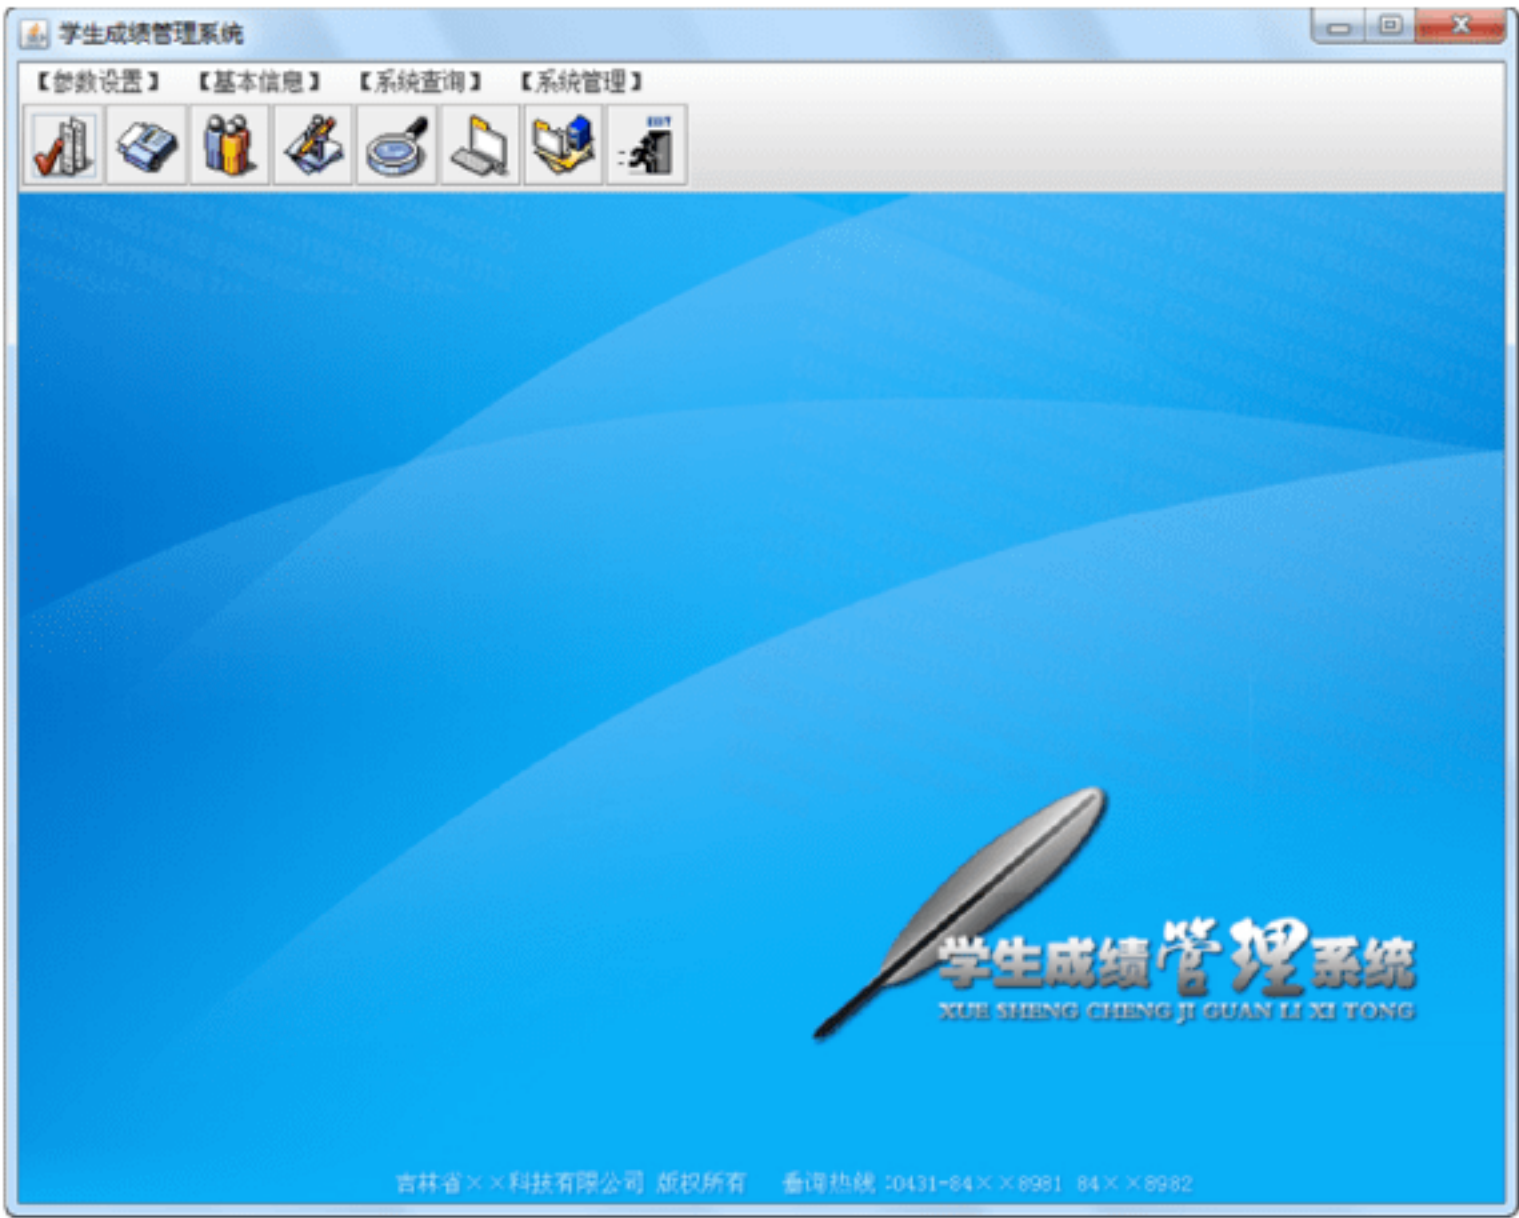 学生成绩管理系统
【参数设置】 【基本信息】 【系统查询】 【系统管理】
EXIT
学生成绩管理系统
XUE SHENG CHENG JI GUAN LI XI TONG
吉林省××科技有限公司 版权所有 垂询热线:0431-84××8981 84××8982